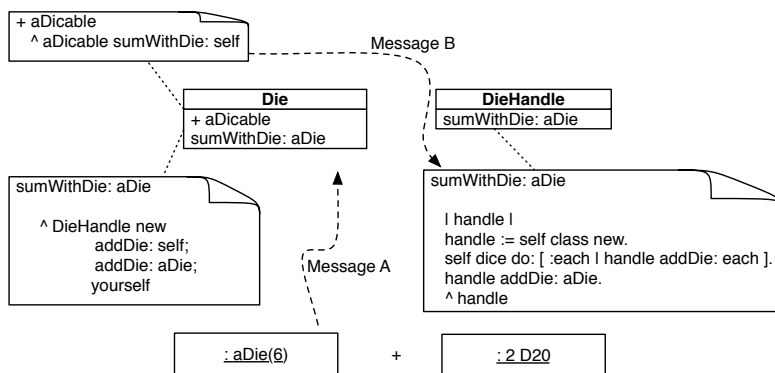 + aDicable
^ aDicable sumWithDie: self
Message B
Die
+ aDicable
sumWithDie: aDie
DieHandle
sumWithDie: aDie
sumWithDie: aDie
^ DieHandle new
addDie: self;
addDie: aDie;
yourself
Message A
sumWithDie: aDie
| handle |
handle := self class new.
self dice do: [ :each | handle addDie: each ].
handle addDie: aDie.
^ handle
: aDie(6)
+
: 2 D20